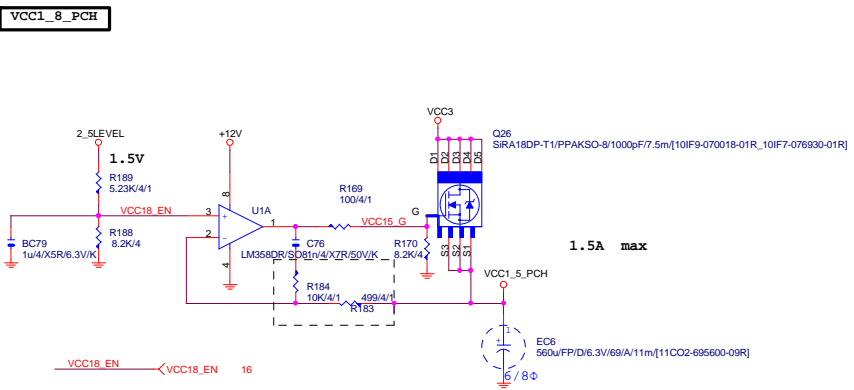 VCC1_8_PCH
VCC3
Q26
SiRA18DP-T1/PPAKSO-8/1000pF/7.5m/[10IF9-070018-01R_10IF7-076930-01R]
2_5LEVEL
+12V
1.5V
D1 D2 D3 D4 D5
R189
5.23K/4/1
R169
100/4/1
8
VCC18_EN
3
U1A
1
VCC15_G
G
+
2
-
R188
8.2K/4
BC79
1u/4/X5R/6.3V/K
C76
LM358DR/SO81n/4/X7R/50V/K
R170
8.2K/4
S3 S2 S1
1.5A max
4
VCC1_5_PCH
R184
10K/4/1
499/4/1
R183
1
+
EC6
560u/FP/D/6.3V/69/A/11m/[11CO2-695600-09R]
6/8Φ
VCC18_EN
VCC18_EN 16